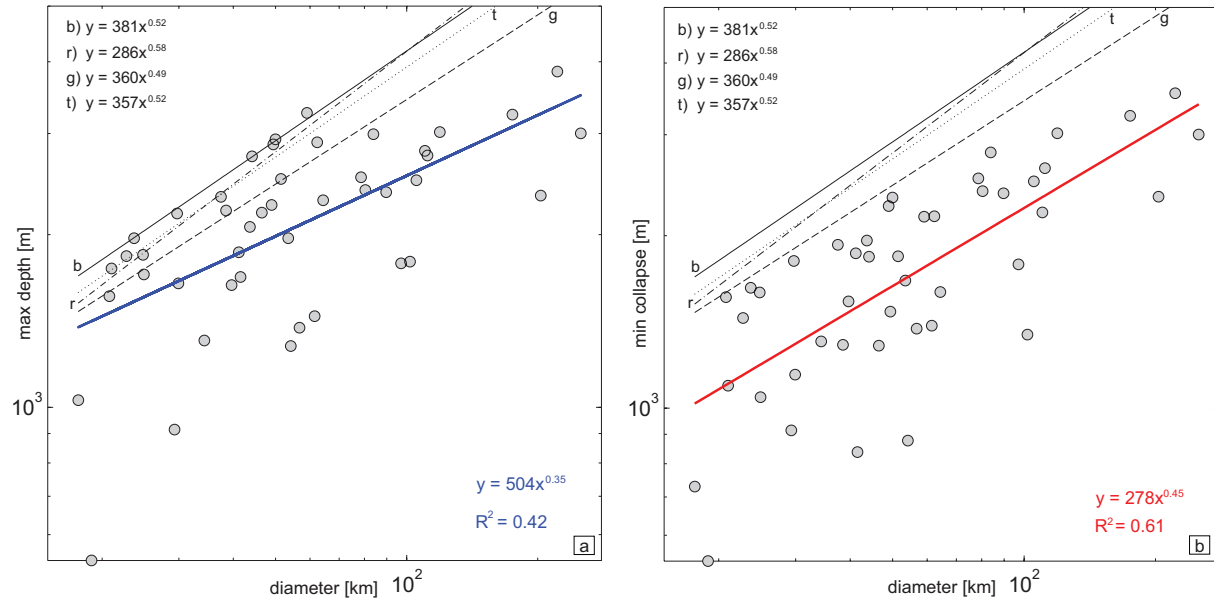 b) y = 381x^0.52
r) y = 286x^0.58
g) y = 360x^0.49
t) y = 357x^0.52
t
g
b
r
max depth [m]
10^3
y = 504x^0.35
R^2 = 0.42
a
diameter [km]
10^2
b) y = 381x^0.52
r) y = 286x^0.58
g) y = 360x^0.49
t) y = 357x^0.52
t
g
b
r
min collapse [m]
10^3
y = 278x^0.45
R^2 = 0.61
b
diameter [km]
10^2